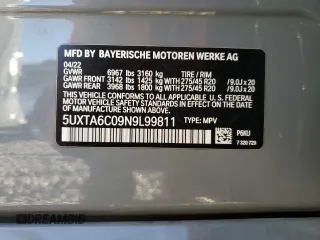 MFD BY BAYERISCHE MOTOREN WERKE AG
04/22
GVWR 6967 lbs 3160 kg TIRE / RIM
GAWR FRONT 3142 lbs 1425 kg WITH 275/45 R20 / 9.0J x 20
GAWR REAR 3968 lbs 1800 kg WITH 275/45 R20 / 9.0J x 20
THIS VEHICLE CONFORMS TO ALL APPLICABLE U.S. FEDERAL MOTOR
VEHICLE SAFETY STANDARDS IN EFFECT ON THE DATE OF
MANUFACTURE SHOWN ABOVE.
5UXTA6C09N9L99811 TYPE: MPV
P6KU
7 320 729
DREAMBID